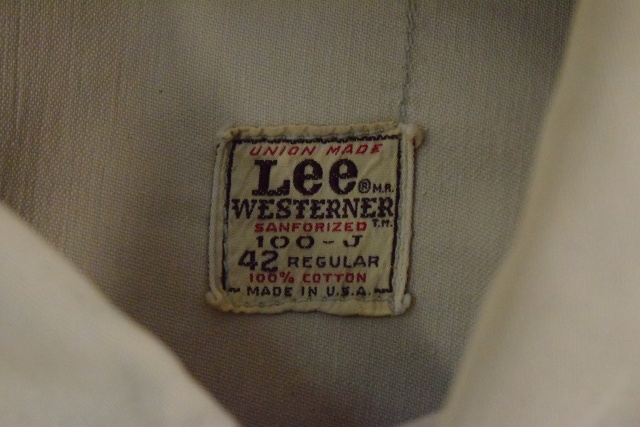 UNION MADE
Lee ® M.R.
WESTERNER T.M.
SANFORIZED
100-J
42 REGULAR
100% COTTON
MADE IN U.S.A.